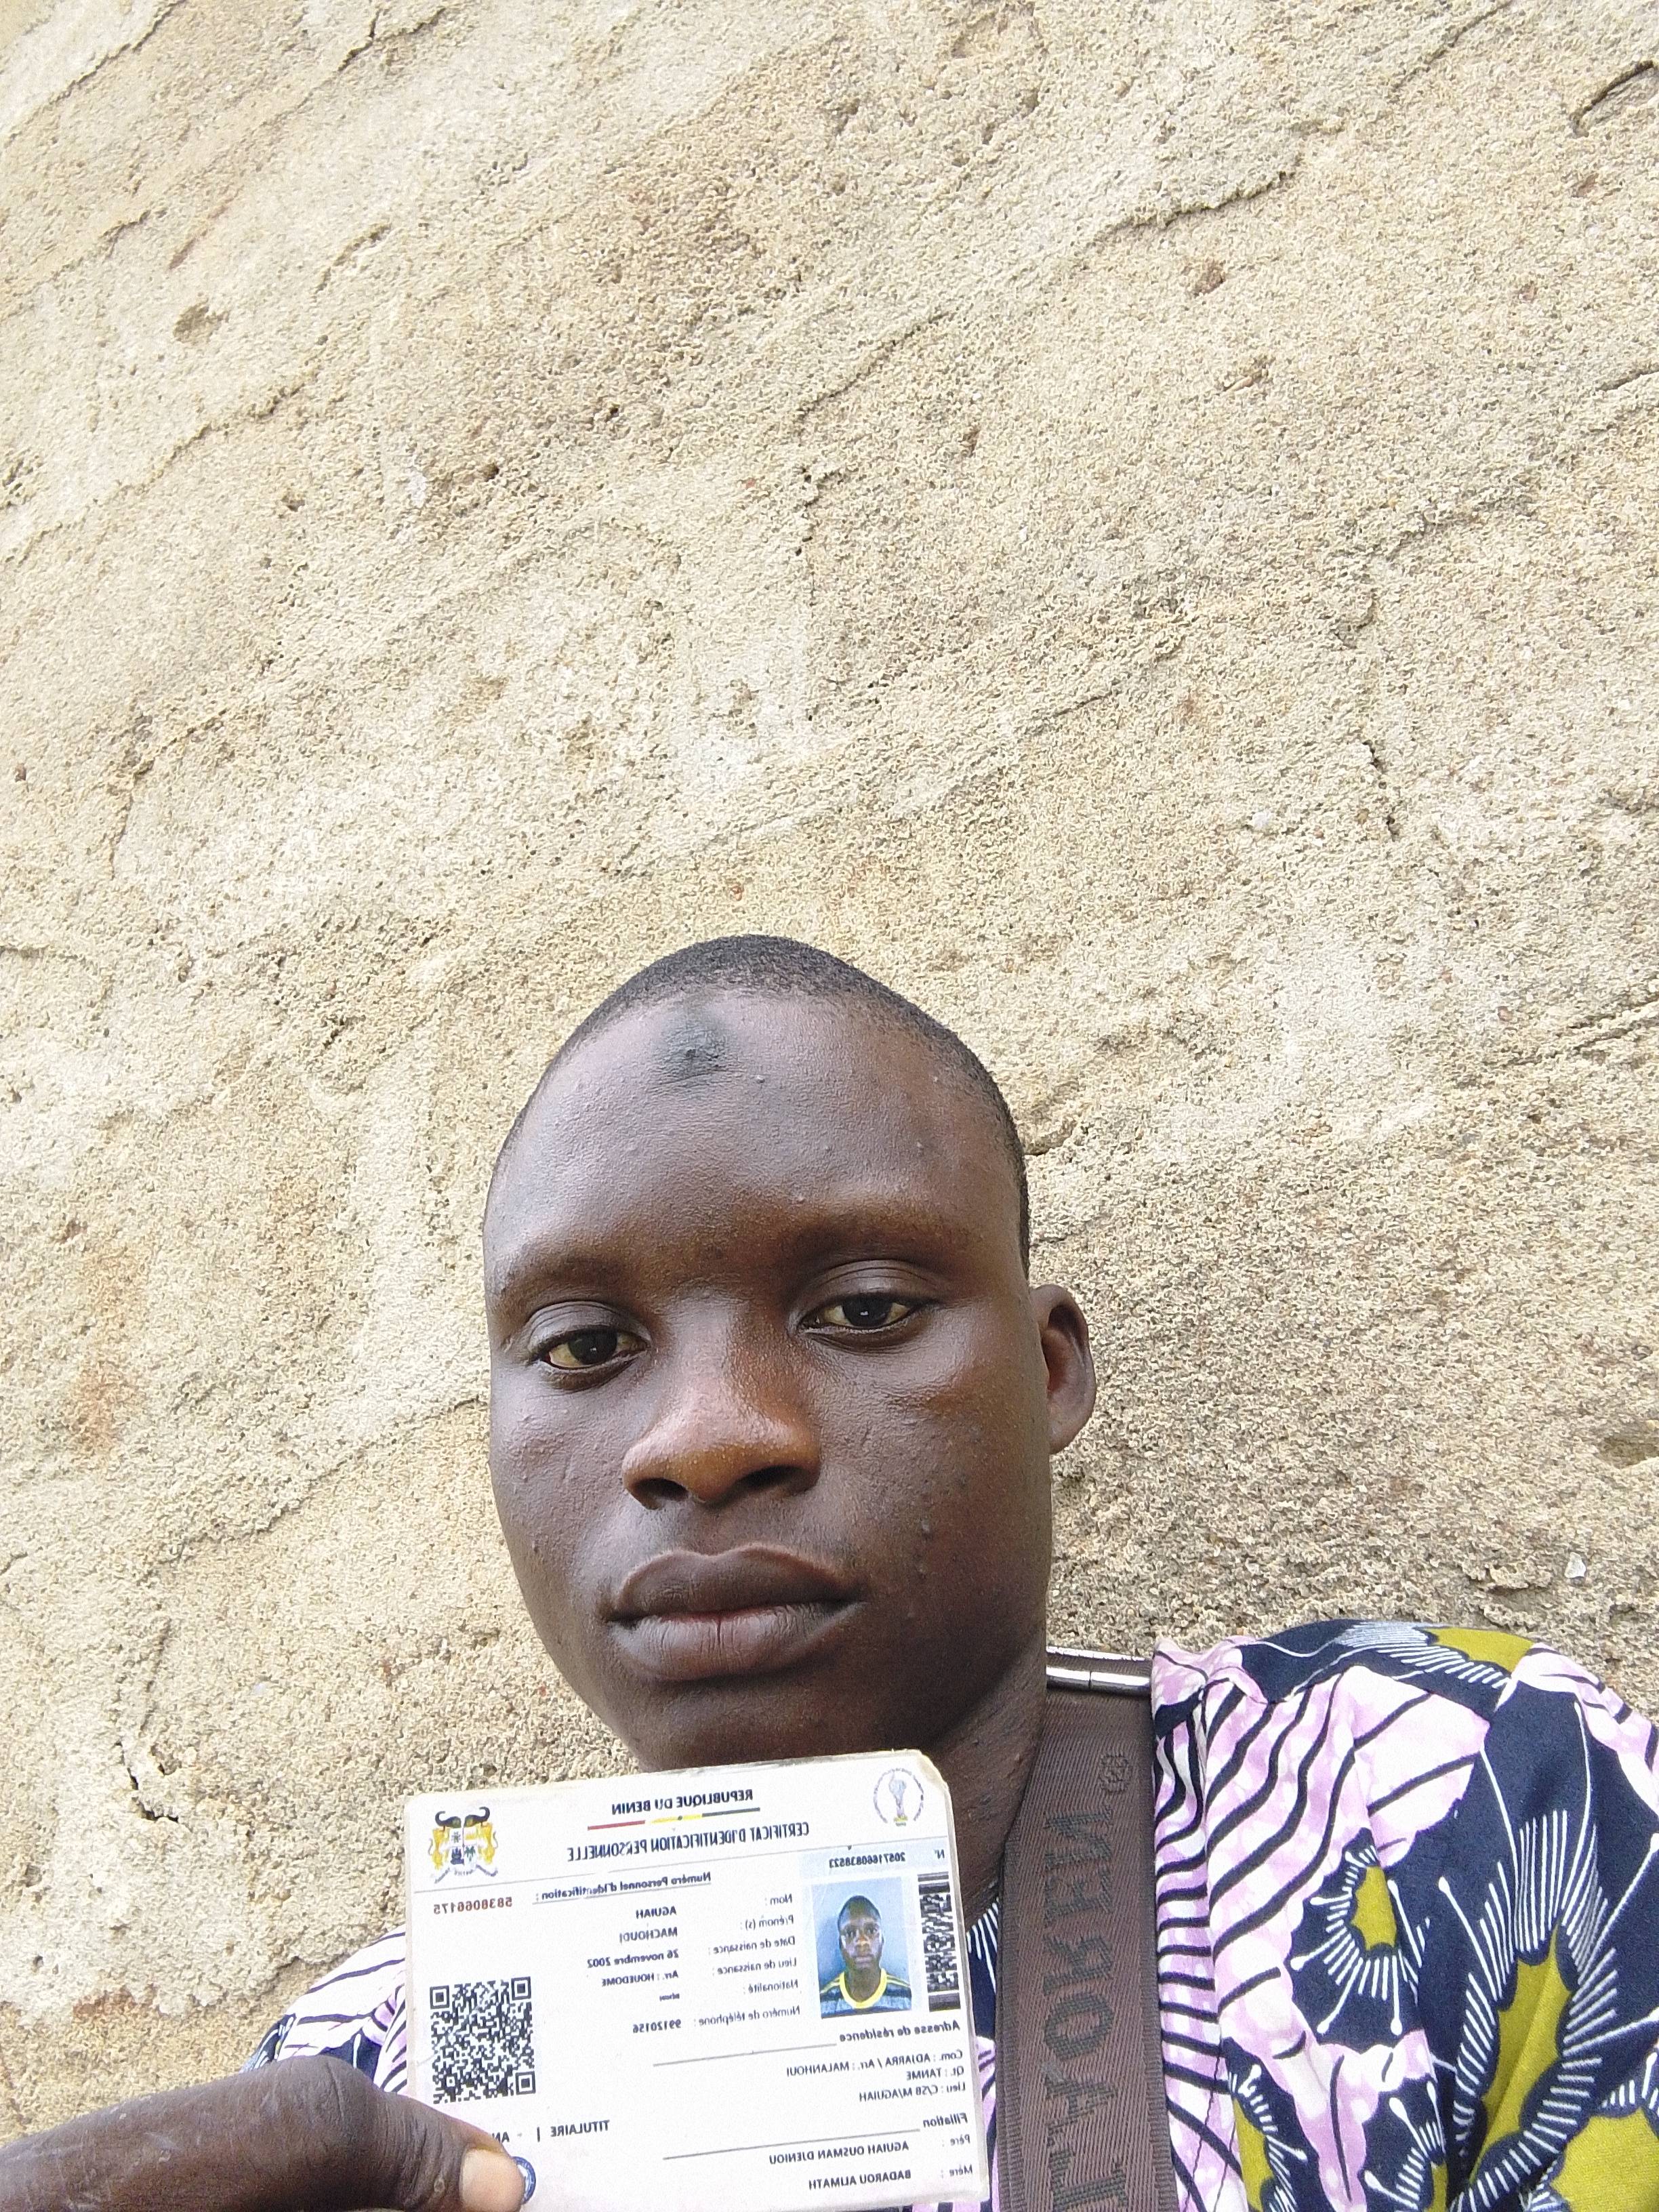 REPUBLIQUE DU BENIN
CERTIFICAT D'IDENTIFICATION PERSONNELLE
N°
Numéro Personnel d'Identification : 5838066175
Nom : AGUIAH
Prénom (s) : MACHOUDI
Date de naissance : 26 novembre 2002
Lieu de naissance : Arr. : HOUEDOME
Nationalité :
Numéro de téléphone : 99120156
Adresse de résidence
Com. : ADJARRA / Arr. : MALANHOUI
Qt. : TANME
Lieu : C/SB M/AGUIAH
Filiation
Père : AGUIAH OUSMAN DJENIOU
Mère : BADAROU ALIMATH
TITULAIRE |